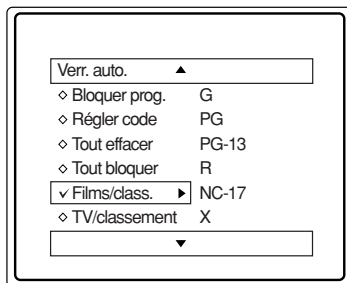 Verr. auto. ▲
◇ Bloquer prog. G
◇ Régler code PG
◇ Tout effacer PG-13
◇ Tout bloquer R
✓ Films/class. ▶ NC-17
◇ TV/classement X
▼